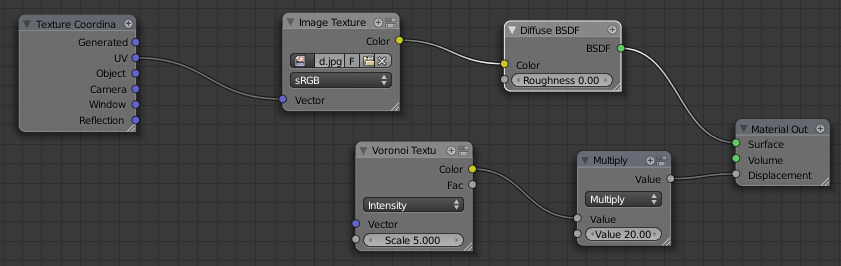 Texture Coordina
Generated
UV
Object
Camera
Window
Reflection
Image Texture
Color
d.jpg F
sRGB
Vector
Diffuse BSDF
BSDF
Color
Roughness 0.00
Voronoi Textu
Color
Fac
Intensity
Vector
Scale 5.000
Multiply
Value
Multiply
Value
Value 20.00
Material Out
Surface
Volume
Displacement